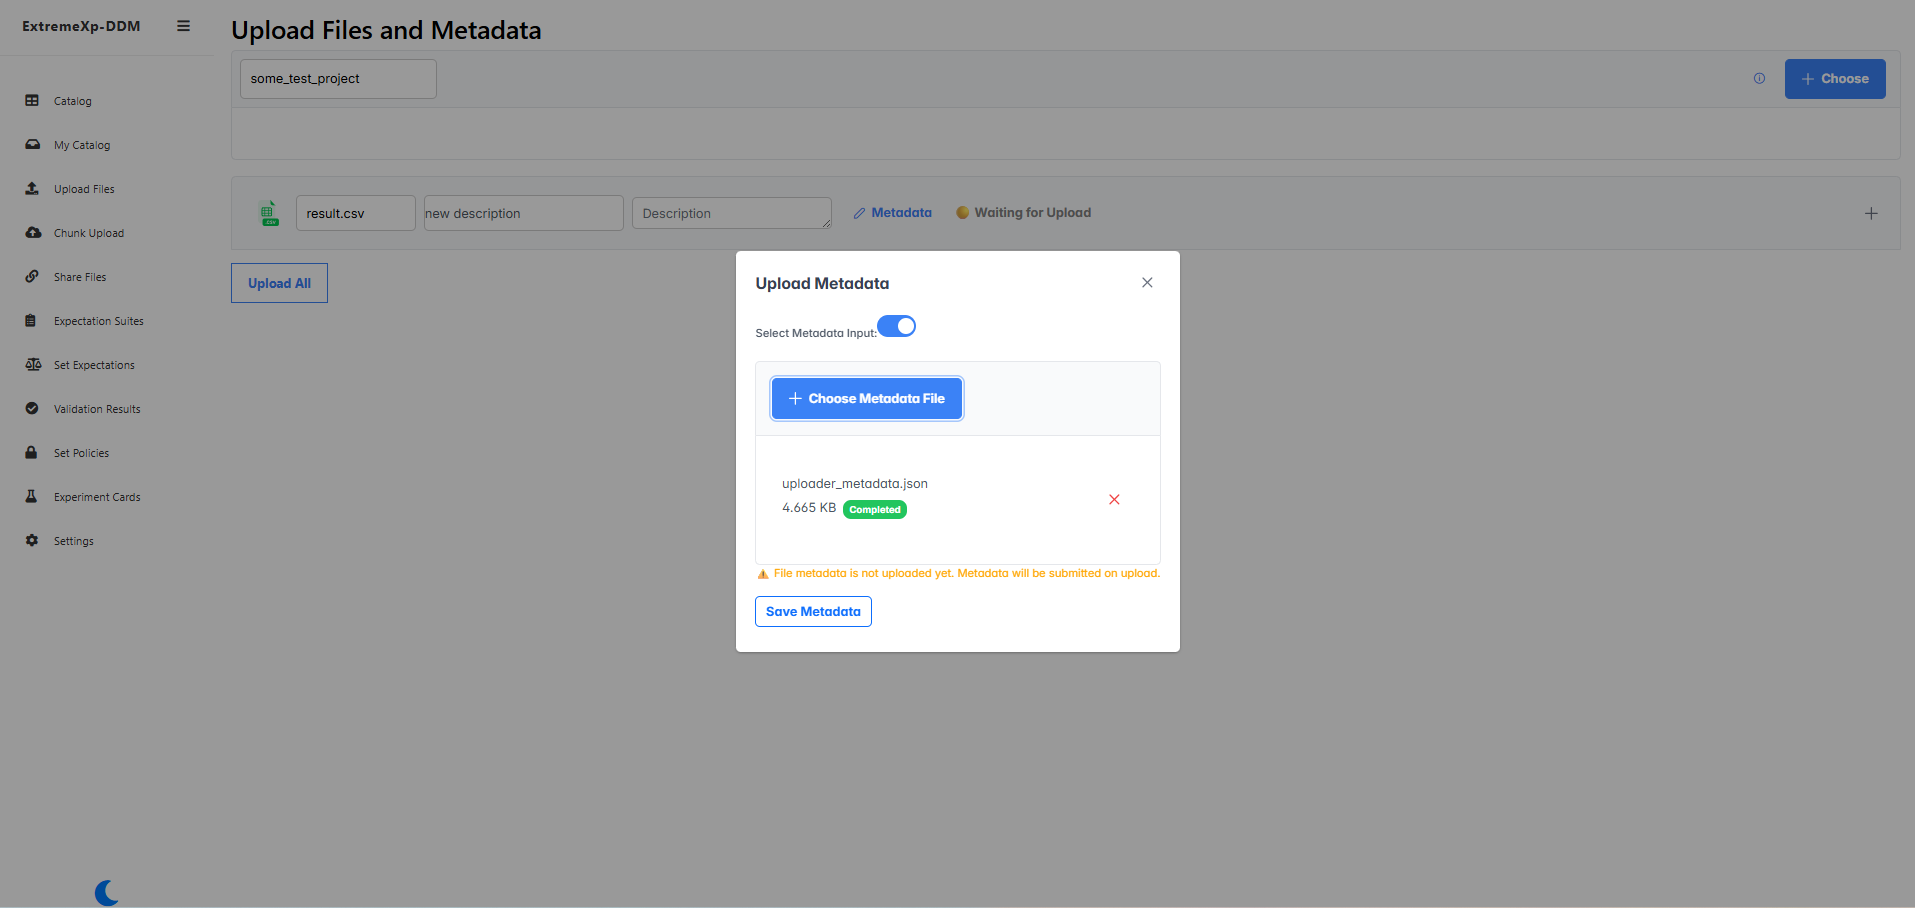 ExtremeXp-DDM
Catalog
My Catalog
Upload Files
Chunk Upload
Share Files
Expectation Suites
Set Expectations
Validation Results
Set Policies
Experiment Cards
Settings
Upload Files and Metadata
some_test_project
Choose
result.csv
new description
Description
Metadata
Waiting for Upload
Upload All
Upload Metadata
Select Metadata Input:
Choose Metadata File
uploader_metadata.json
4.665 KB Completed
File metadata is not uploaded yet. Metadata will be submitted on upload.
Save Metadata